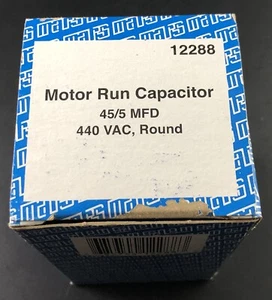 12288
Motor Run Capacitor
45/5 MFD
440 VAC, Round